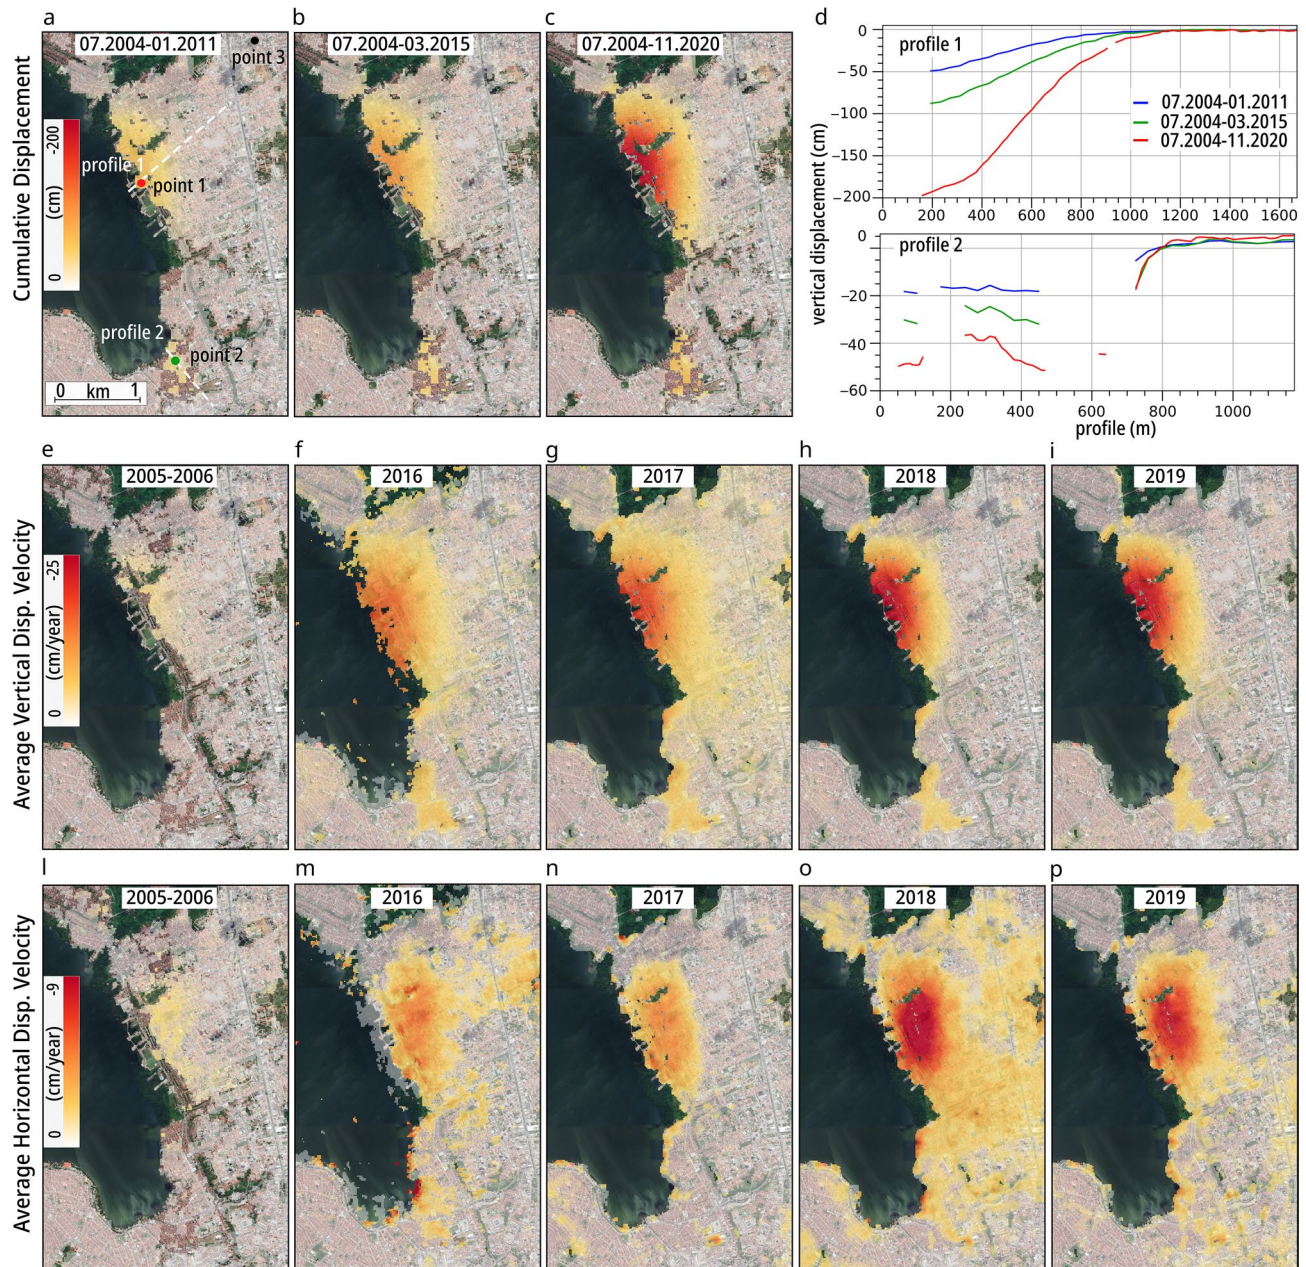 a
b
c
d
Cumulative Displacement
07.2004-01.2011
07.2004-03.2015
07.2004-11.2020
point 3
-200
(cm)
0
profile 1
point 1
profile 2
point 2
0 km 1
vertical displacement (cm)
profile 1
0
−50
−100
−150
−200
07.2004-01.2011
07.2004-03.2015
07.2004-11.2020
0 200 400 600 800 1000 1200 1400 1600
profile 2
0
−20
−40
−60
0 200 400 600 800 1000
profile (m)
e
f
g
h
i
Average Vertical Disp. Velocity
2005-2006
2016
2017
2018
2019
-25
(cm/year)
0
l
m
n
o
p
Average Horizontal Disp. Velocity
2005-2006
2016
2017
2018
2019
-9
(cm/year)
0